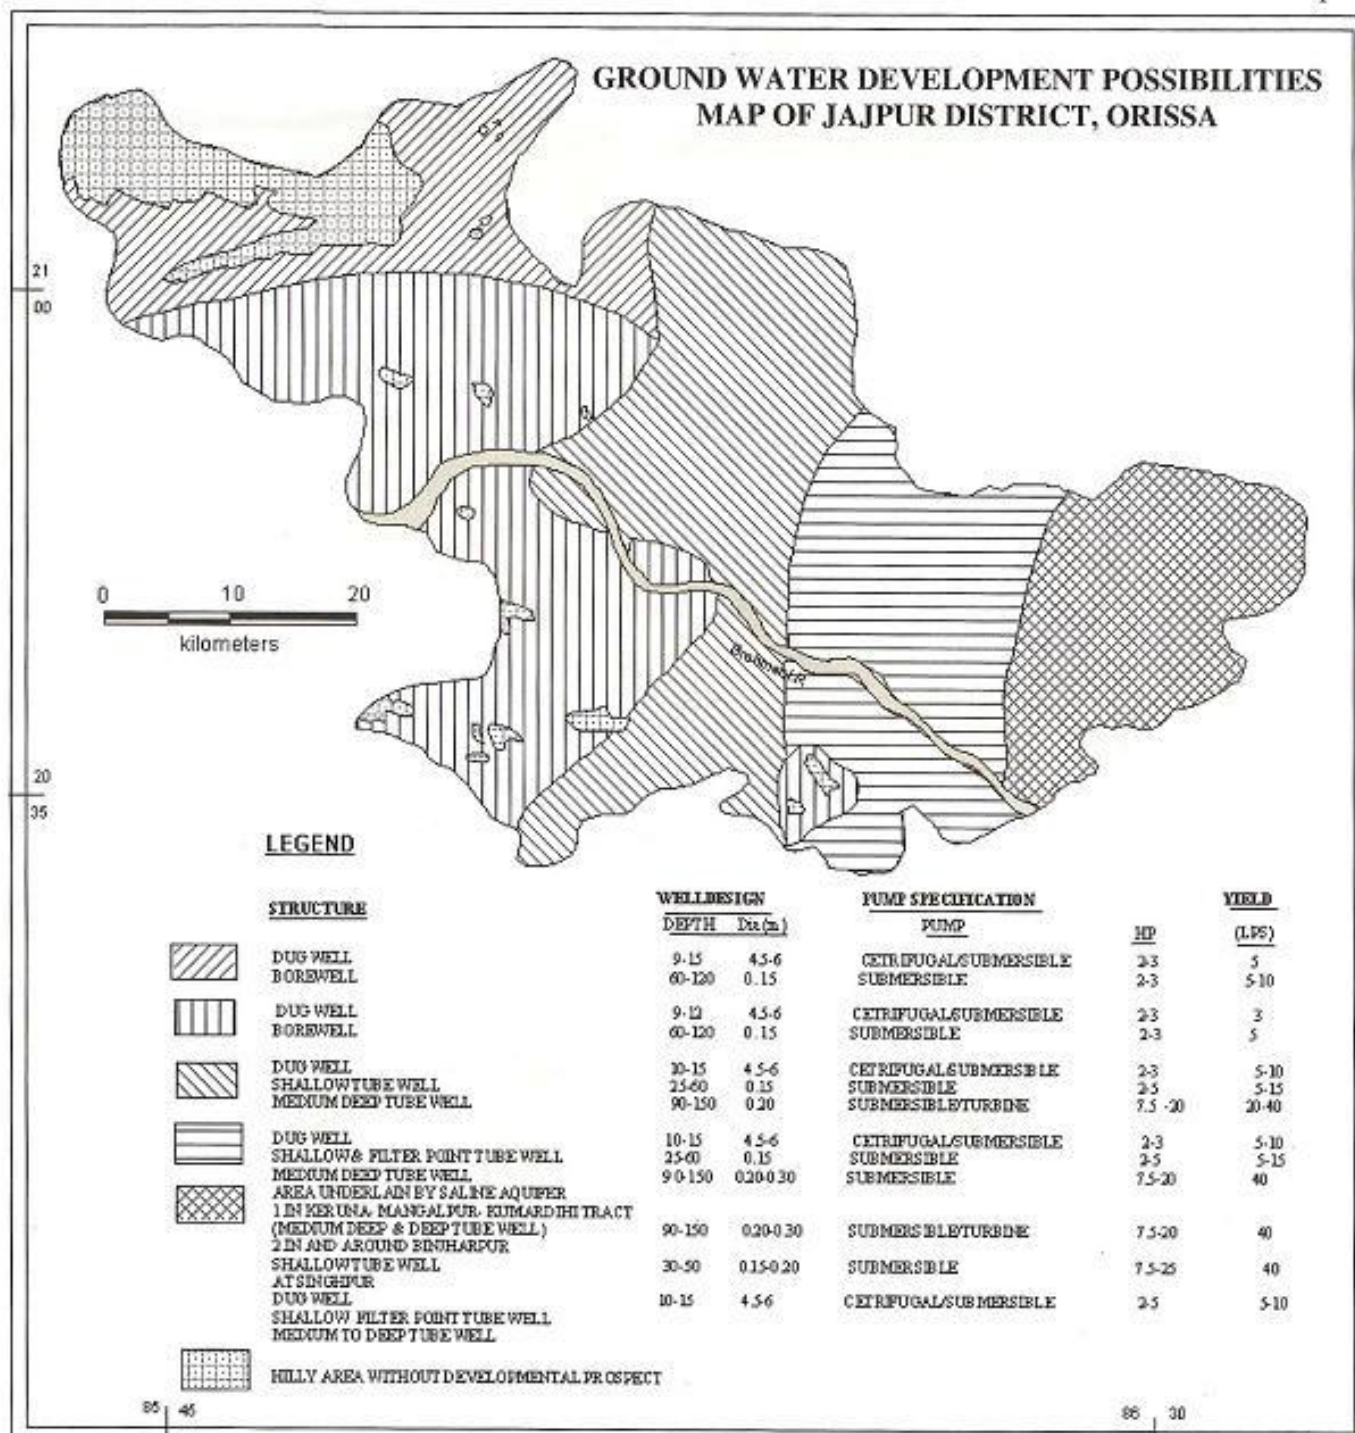 GROUND WATER DEVELOPMENT POSSIBILITIES
MAP OF JAJPUR DISTRICT, ORISSA
21
00
0 10 20
kilometers
Brahmani R.
20
35
LEGEND
STRUCTURE WELLDESIGN PUMP SPECIFICATION YIELD
DEPTH Dia(m) PUMP HP (LPS)
DUG WELL 9-15 4.5-6 CETRIFUGAL/SUBMERSIBLE 2-3 5
BOREWELL 60-120 0.15 SUBMERSIBLE 2-3 5-10
DUG WELL 9-12 4.5-6 CETRIFUGAL/SUBMERSIBLE 2-3 3
BOREWELL 60-120 0.15 SUBMERSIBLE 2-3 5
DUG WELL 10-15 4.5-6 CETRIFUGAL/SUBMERSIBLE 2-3 5-10
SHALLOW TUBE WELL 25-60 0.15 SUBMERSIBLE 2-5 5-15
MEDIUM DEEP TUBE WELL 90-150 0.20 SUBMERSIBLE/TURBINE 7.5 -20 20-40
DUG WELL 10-15 4.5-6 CETRIFUGAL/SUBMERSIBLE 2-3 5-10
SHALLOW & FILTER POINT TUBE WELL 25-60 0.15 SUBMERSIBLE 2-5 5-15
MEDIUM DEEP TUBE WELL 90-150 0.20-0.30 SUBMERSIBLE 7.5-20 40
AREA UNDERLAIN BY SALINE AQUIFER
1 IN KERUNA- MANGALPUR- KUMARDIHI TRACT
(MEDIUM DEEP & DEEP TUBE WELL) 90-150 0.20-0.30 SUBMERSIBLE/TURBINE 7.5-20 40
2 IN AND AROUND BINJHARPUR
SHALLOW TUBE WELL 30-50 0.15-0.20 SUBMERSIBLE 7.5-25 40
AT SINGHPUR
DUG WELL 10-15 4.5-6 CETRIFUGAL/SUBMERSIBLE 2-5 5-10
SHALLOW FILTER POINT TUBE WELL
MEDIUM TO DEEP TUBE WELL
HILLY AREA WITHOUT DEVELOPMENTAL PROSPECT
85 45 86 30